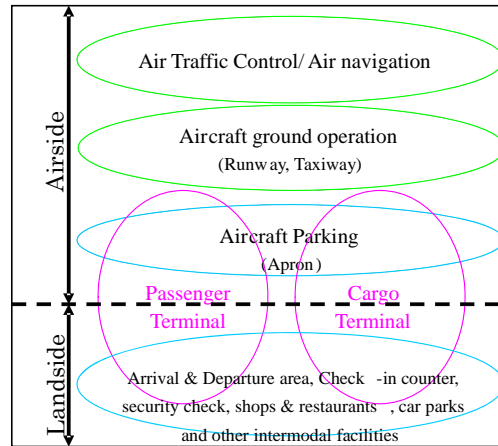 Airside
Air Traffic Control/ Air navigation
Aircraft ground operation
(Runway, Taxiway)
Aircraft Parking
(Apron)
Passenger
Terminal
Cargo
Terminal
Landside
Arrival & Departure area, Check -in counter,
security check, shops & restaurants , car parks
and other intermodal facilities